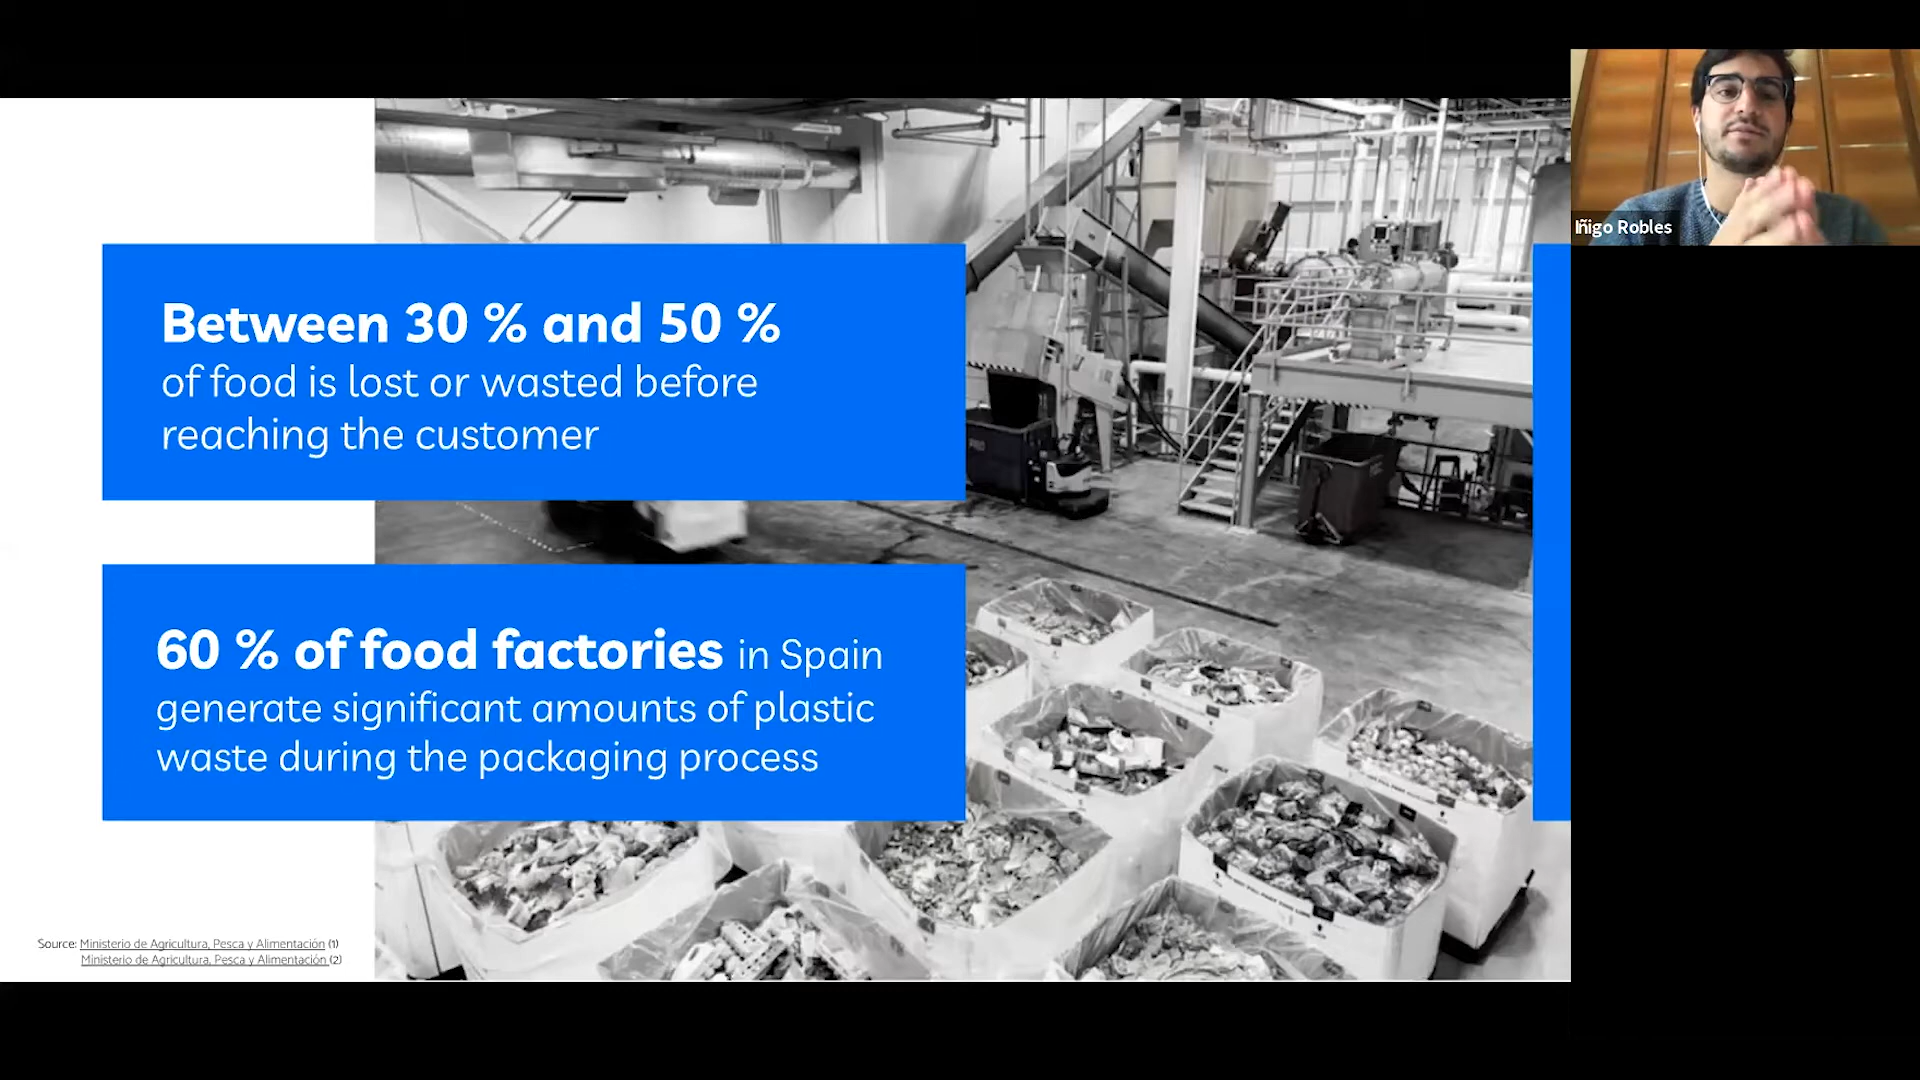 Between 30 % and 50 %
of food is lost or wasted before
reaching the customer
60 % of food factories in Spain
generate significant amounts of plastic
waste during the packaging process
Source: Ministerio de Agricultura, Pesca y Alimentación (1)
Ministerio de Agricultura, Pesca y Alimentación (2)
Iñigo Robles